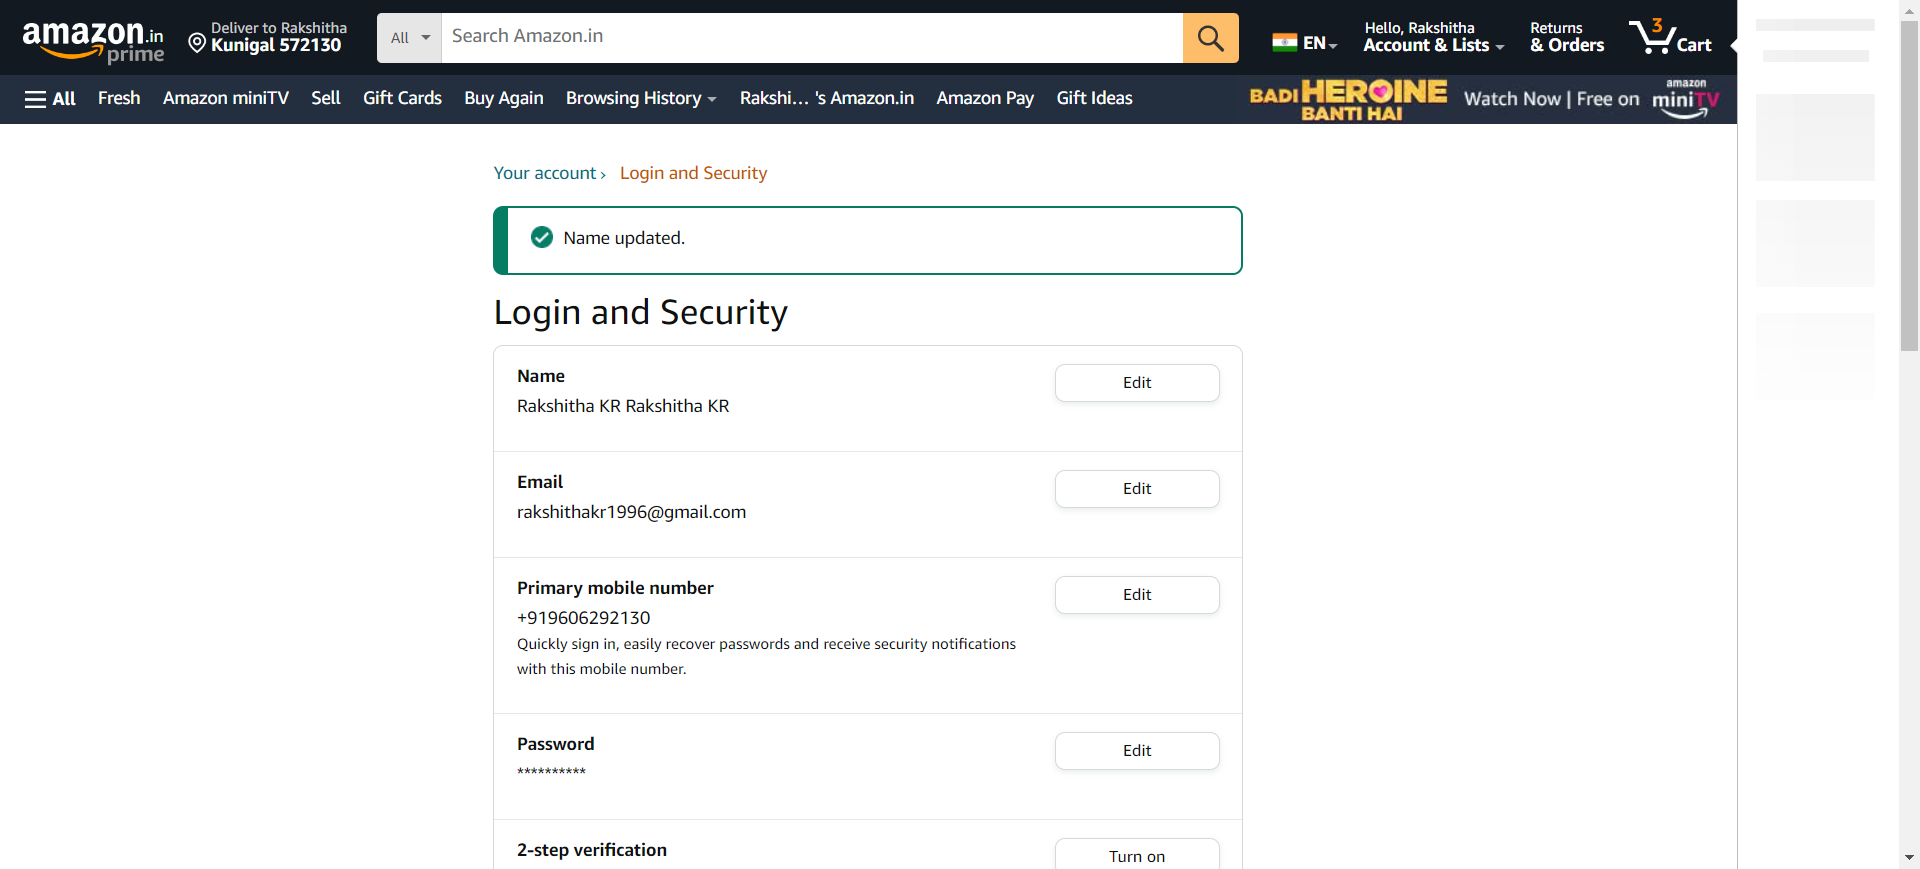 amazon.in
prime
Deliver to Rakshitha
Kunigal 572130
All
Search Amazon.in
EN
Hello, Rakshitha
Account & Lists
Returns
& Orders
3
Cart
All
Fresh
Amazon miniTV
Sell
Gift Cards
Buy Again
Browsing History
Rakshi... 's Amazon.in
Amazon Pay
Gift Ideas
BADI HEROINE
BANTI HAI
Watch Now | Free on
amazon
miniTV
Your account ›
Login and Security
Name updated.
Login and Security
Name
Rakshitha KR Rakshitha KR
Edit
Email
rakshithakr1996@gmail.com
Edit
Primary mobile number
+919606292130
Quickly sign in, easily recover passwords and receive security notifications
with this mobile number.
Edit
Password
**********
Edit
2-step verification
Turn on